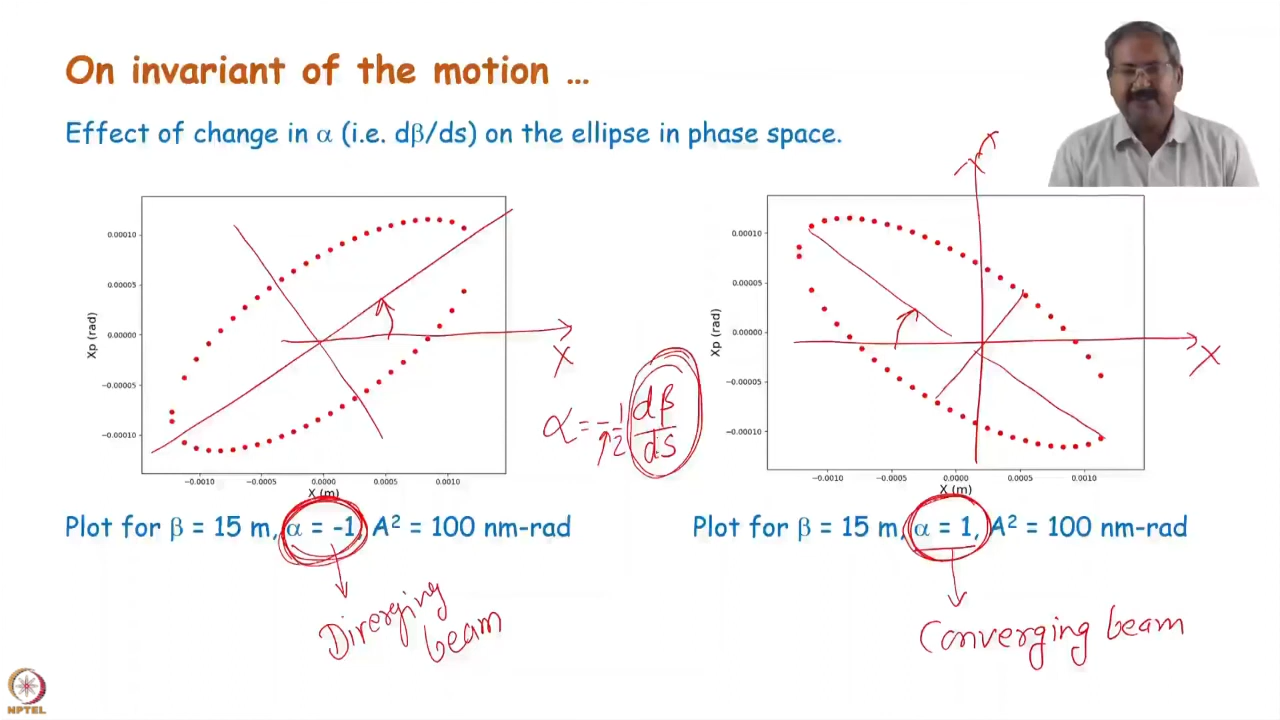 On invariant of the motion ...
Effect of change in α (i.e. dβ/ds) on the ellipse in phase space.
0.00010
0.00005
0.00000
−0.00005
−0.00010
Xp (rad)
−0.0010 −0.0005 0.0000 0.0005 0.0010
X (m)
X
α = -1/2 dβ/ds
0.00010
0.00005
0.00000
−0.00005
−0.00010
Xp (rad)
−0.0010 −0.0005 0.0000 0.0005 0.0010
X (m)
X
Plot for β = 15 m, α = -1, A² = 100 nm-rad
Plot for β = 15 m, α = 1, A² = 100 nm-rad
Diverging
beam
Converging beam
NPTEL